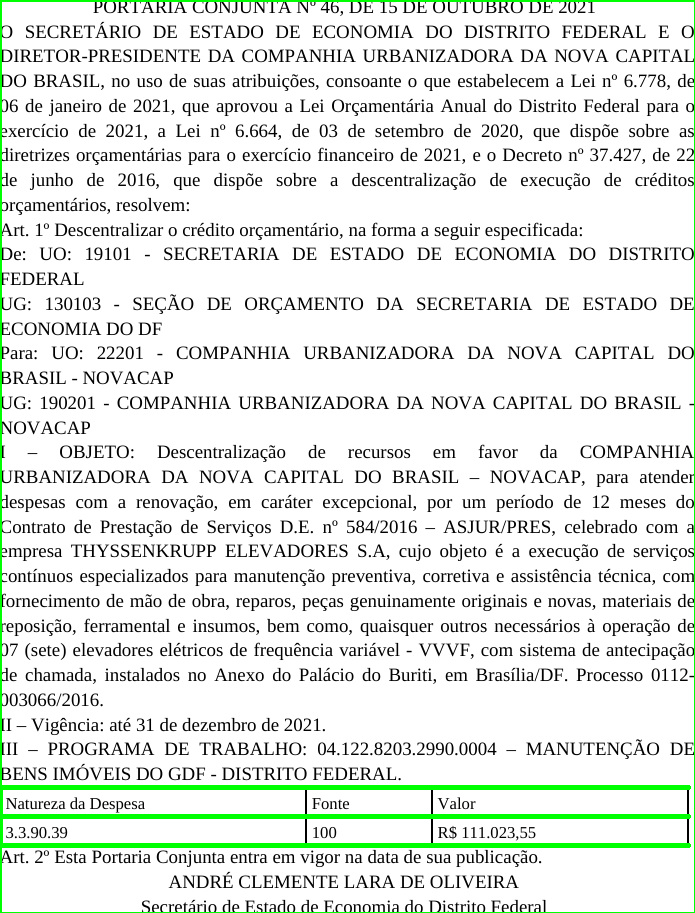 PORTARIA CONJUNTA Nº 46, DE 15 DE OUTUBRO DE 2021
O SECRETÁRIO DE ESTADO DE ECONOMIA DO DISTRITO FEDERAL E O
DIRETOR-PRESIDENTE DA COMPANHIA URBANIZADORA DA NOVA CAPITAL
DO BRASIL, no uso de suas atribuições, consoante o que estabelecem a Lei nº 6.778, de
06 de janeiro de 2021, que aprovou a Lei Orçamentária Anual do Distrito Federal para o
exercício de 2021, a Lei nº 6.664, de 03 de setembro de 2020, que dispõe sobre as
diretrizes orçamentárias para o exercício financeiro de 2021, e o Decreto nº 37.427, de 22
de junho de 2016, que dispõe sobre a descentralização de execução de créditos
orçamentários, resolvem:
Art. 1º Descentralizar o crédito orçamentário, na forma a seguir especificada:
De: UO: 19101 - SECRETARIA DE ESTADO DE ECONOMIA DO DISTRITO
FEDERAL
UG: 130103 - SEÇÃO DE ORÇAMENTO DA SECRETARIA DE ESTADO DE
ECONOMIA DO DF
Para: UO: 22201 - COMPANHIA URBANIZADORA DA NOVA CAPITAL DO
BRASIL - NOVACAP
UG: 190201 - COMPANHIA URBANIZADORA DA NOVA CAPITAL DO BRASIL -
NOVACAP
I – OBJETO: Descentralização de recursos em favor da COMPANHIA
URBANIZADORA DA NOVA CAPITAL DO BRASIL – NOVACAP, para atender
despesas com a renovação, em caráter excepcional, por um período de 12 meses do
Contrato de Prestação de Serviços D.E. nº 584/2016 – ASJUR/PRES, celebrado com a
empresa THYSSENKRUPP ELEVADORES S.A, cujo objeto é a execução de serviços
contínuos especializados para manutenção preventiva, corretiva e assistência técnica, com
fornecimento de mão de obra, reparos, peças genuinamente originais e novas, materiais de
reposição, ferramental e insumos, bem como, quaisquer outros necessários à operação de
07 (sete) elevadores elétricos de frequência variável - VVVF, com sistema de antecipação
de chamada, instalados no Anexo do Palácio do Buriti, em Brasília/DF. Processo 0112-
003066/2016.
II – Vigência: até 31 de dezembro de 2021.
III – PROGRAMA DE TRABALHO: 04.122.8203.2990.0004 – MANUTENÇÃO DE
BENS IMÓVEIS DO GDF - DISTRITO FEDERAL.
Natureza da Despesa Fonte Valor
3.3.90.39 100 R$ 111.023,55
Art. 2º Esta Portaria Conjunta entra em vigor na data de sua publicação.
ANDRÉ CLEMENTE LARA DE OLIVEIRA
Secretário de Estado de Economia do Distrito Federal